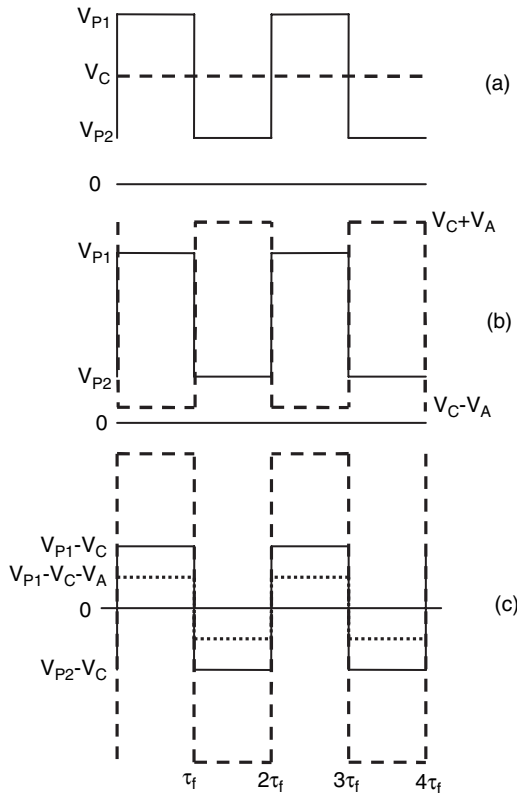 V_P1
V_C
(a)
V_P2
0
V_C+V_A
V_P1
(b)
V_P2
V_C-V_A
0
V_P1-V_C
V_P1-V_C-V_A
0
(c)
V_P2-V_C
τ_f 2τ_f 3τ_f 4τ_f